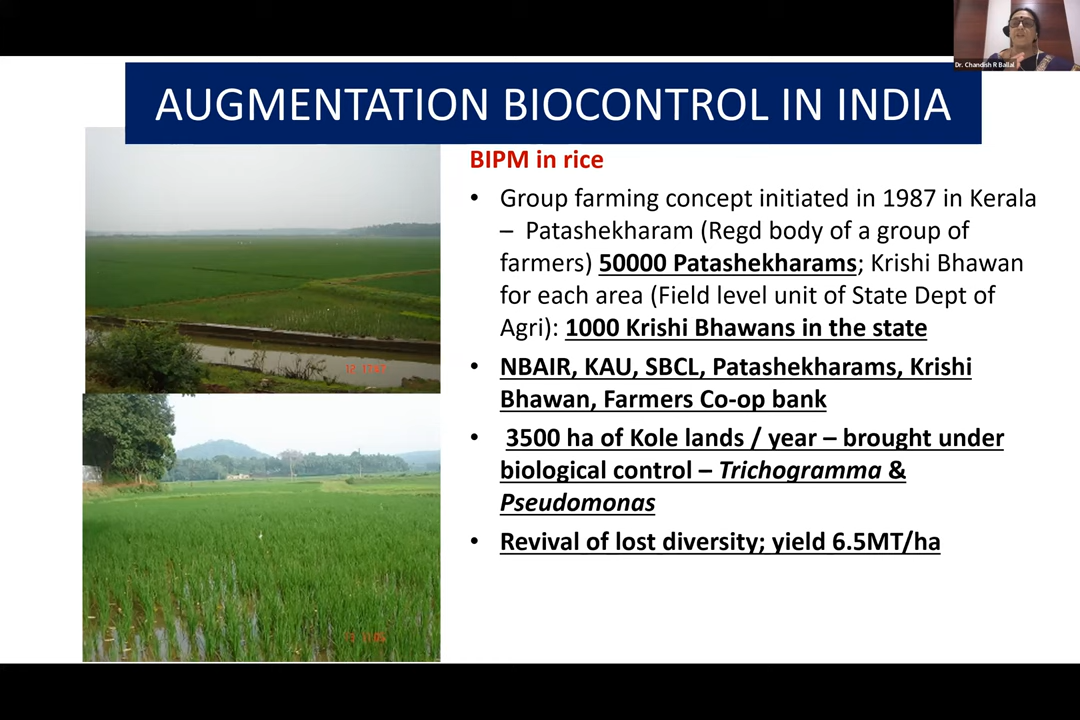 Dr. Chandish R Ballal
AUGMENTATION BIOCONTROL IN INDIA
BIPM in rice
• Group farming concept initiated in 1987 in Kerala
– Patashekharam (Regd body of a group of
farmers) 50000 Patashekharams; Krishi Bhawan
for each area (Field level unit of State Dept of
Agri): 1000 Krishi Bhawans in the state
• NBAIR, KAU, SBCL, Patashekharams, Krishi
Bhawan, Farmers Co-op bank
• 3500 ha of Kole lands / year – brought under
biological control – Trichogramma &
Pseudomonas
• Revival of lost diversity; yield 6.5MT/ha